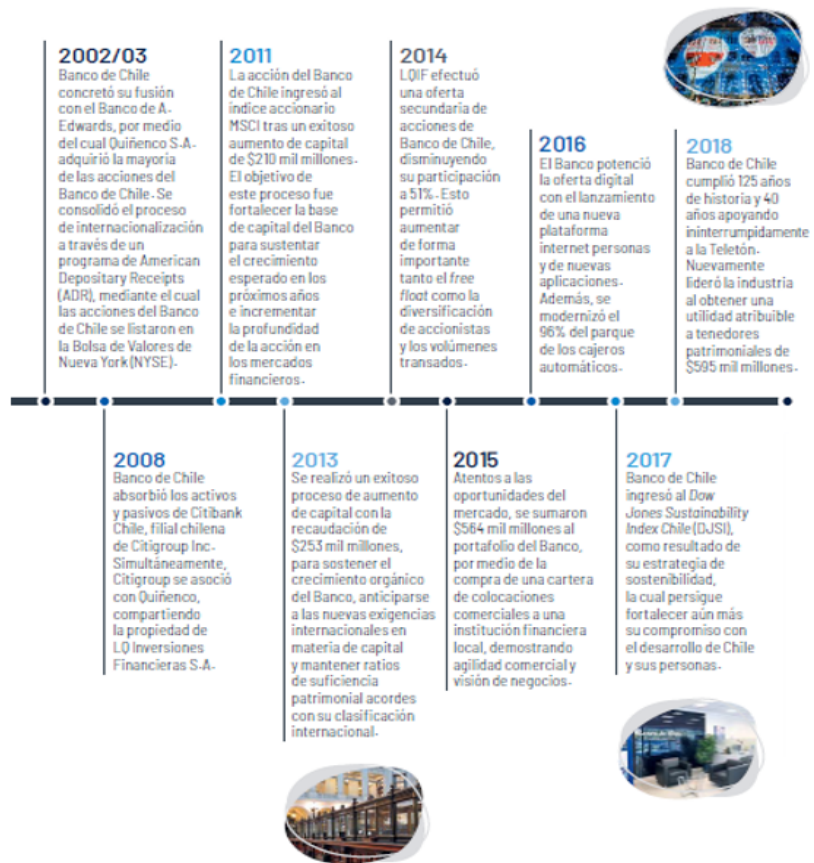 2002/03
Banco de Chile
concretó su fusión
con el Banco de A.
Edwards, por medio
del cual Quiñenco S.A.
adquirió la mayoría
de las acciones del
Banco de Chile. Se
consolidó el proceso
de internacionalización
a través de un
programa de American
Depositary Receipts
(ADR), mediante el cual
las acciones del Banco
de Chile se listaron en
la Bolsa de Valores de
Nueva York (NYSE).
2008
Banco de Chile
absorbió los activos
y pasivos de Citibank
Chile, filial chilena
de Citigroup Inc.
Simultáneamente,
Citigroup se asoció
con Quiñenco,
compartiendo
la propiedad de
LQ Inversiones
Financieras S.A.
2011
La acción del Banco
de Chile ingresó al
índice accionario
MSCI tras un exitoso
aumento de capital
de $210 mil millones.
El objetivo de
este proceso fue
fortalecer la base
de capital del Banco
para sustentar
el crecimiento
esperado en los
próximos años
e incrementar
la profundidad
de la acción en
los mercados
financieros.
2013
Se realizó un exitoso
proceso de aumento
de capital con la
recaudación de
$253 mil millones,
para sostener el
crecimiento orgánico
del Banco, anticiparse
a las nuevas exigencias
internacionales en
materia de capital
y mantener ratios
de suficiencia
patrimonial acordes
con su clasificación
internacional.
2014
LQIF efectuó
una oferta
secundaria de
acciones de
Banco de Chile,
disminuyendo
su participación
a 51%. Esto
permitió
aumentar
de forma
importante
tanto el free
float como la
diversificación
de accionistas
y los volúmenes
transados.
2015
Atentos a las
oportunidades del
mercado, se sumaron
$564 mil millones al
portafolio del Banco,
por medio de la
compra de una cartera
de colocaciones
comerciales a una
institución financiera
local, demostrando
agilidad comercial y
visión de negocios.
2016
El Banco potenció
la oferta digital
con el lanzamiento
de una nueva
plataforma
internet personas
y de nuevas
aplicaciones.
Además, se
modernizó el
96% del parque
de los cajeros
automáticos.
2017
Banco de Chile
ingresó al Dow
Jones Sustainability
Index Chile (DJSI),
como resultado de
su estrategia de
sostenibilidad,
la cual persigue
fortalecer aún más
su compromiso con
el desarrollo de Chile
y sus personas.
2018
Banco de Chile
cumplió 125 años
de historia y 40
años apoyando
ininterrumpidamente
a la Teletón.
Nuevamente
lideró la industria
al obtener una
utilidad atribuible
a tenedores
patrimoniales de
$595 mil millones.